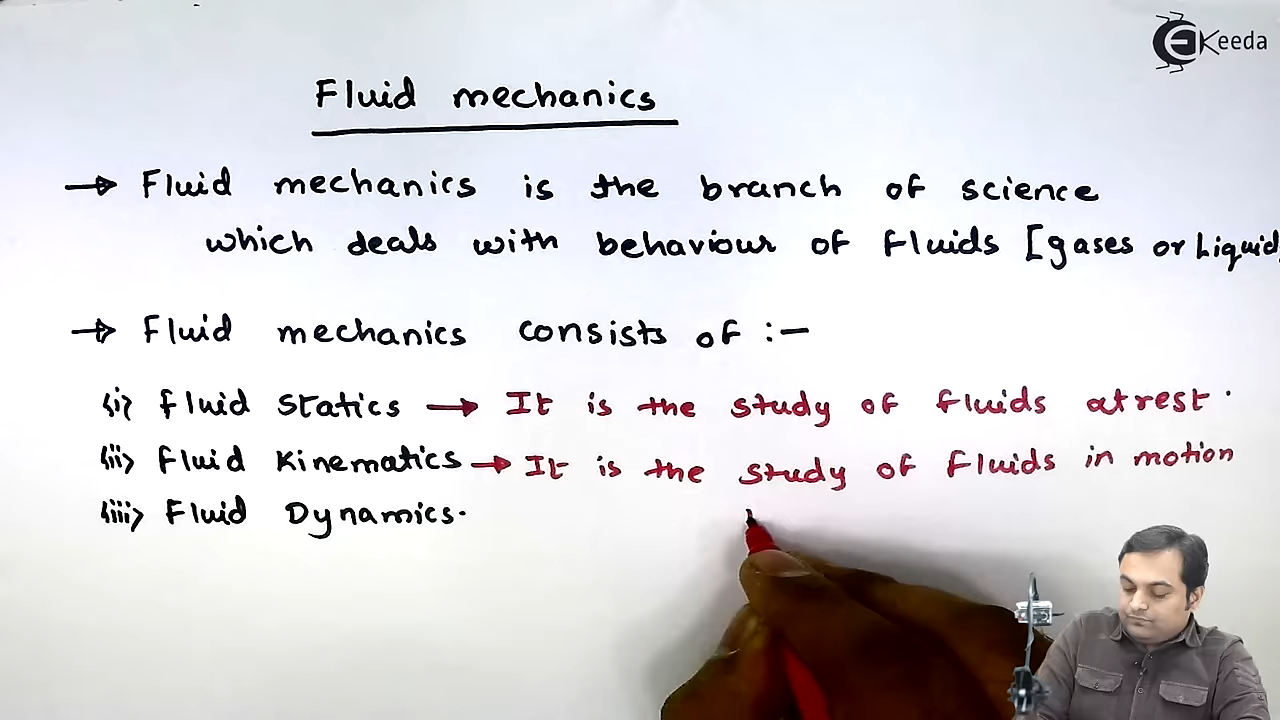 EKeeda
Fluid mechanics
→ Fluid mechanics is the branch of science
which deals with behaviour of fluids [gases or Liquid
→ Fluid mechanics consists of :-
(i) Fluid Statics → It is the study of fluids at rest.
(ii) Fluid Kinematics → It is the study of fluids in motion
(iii) Fluid Dynamics.